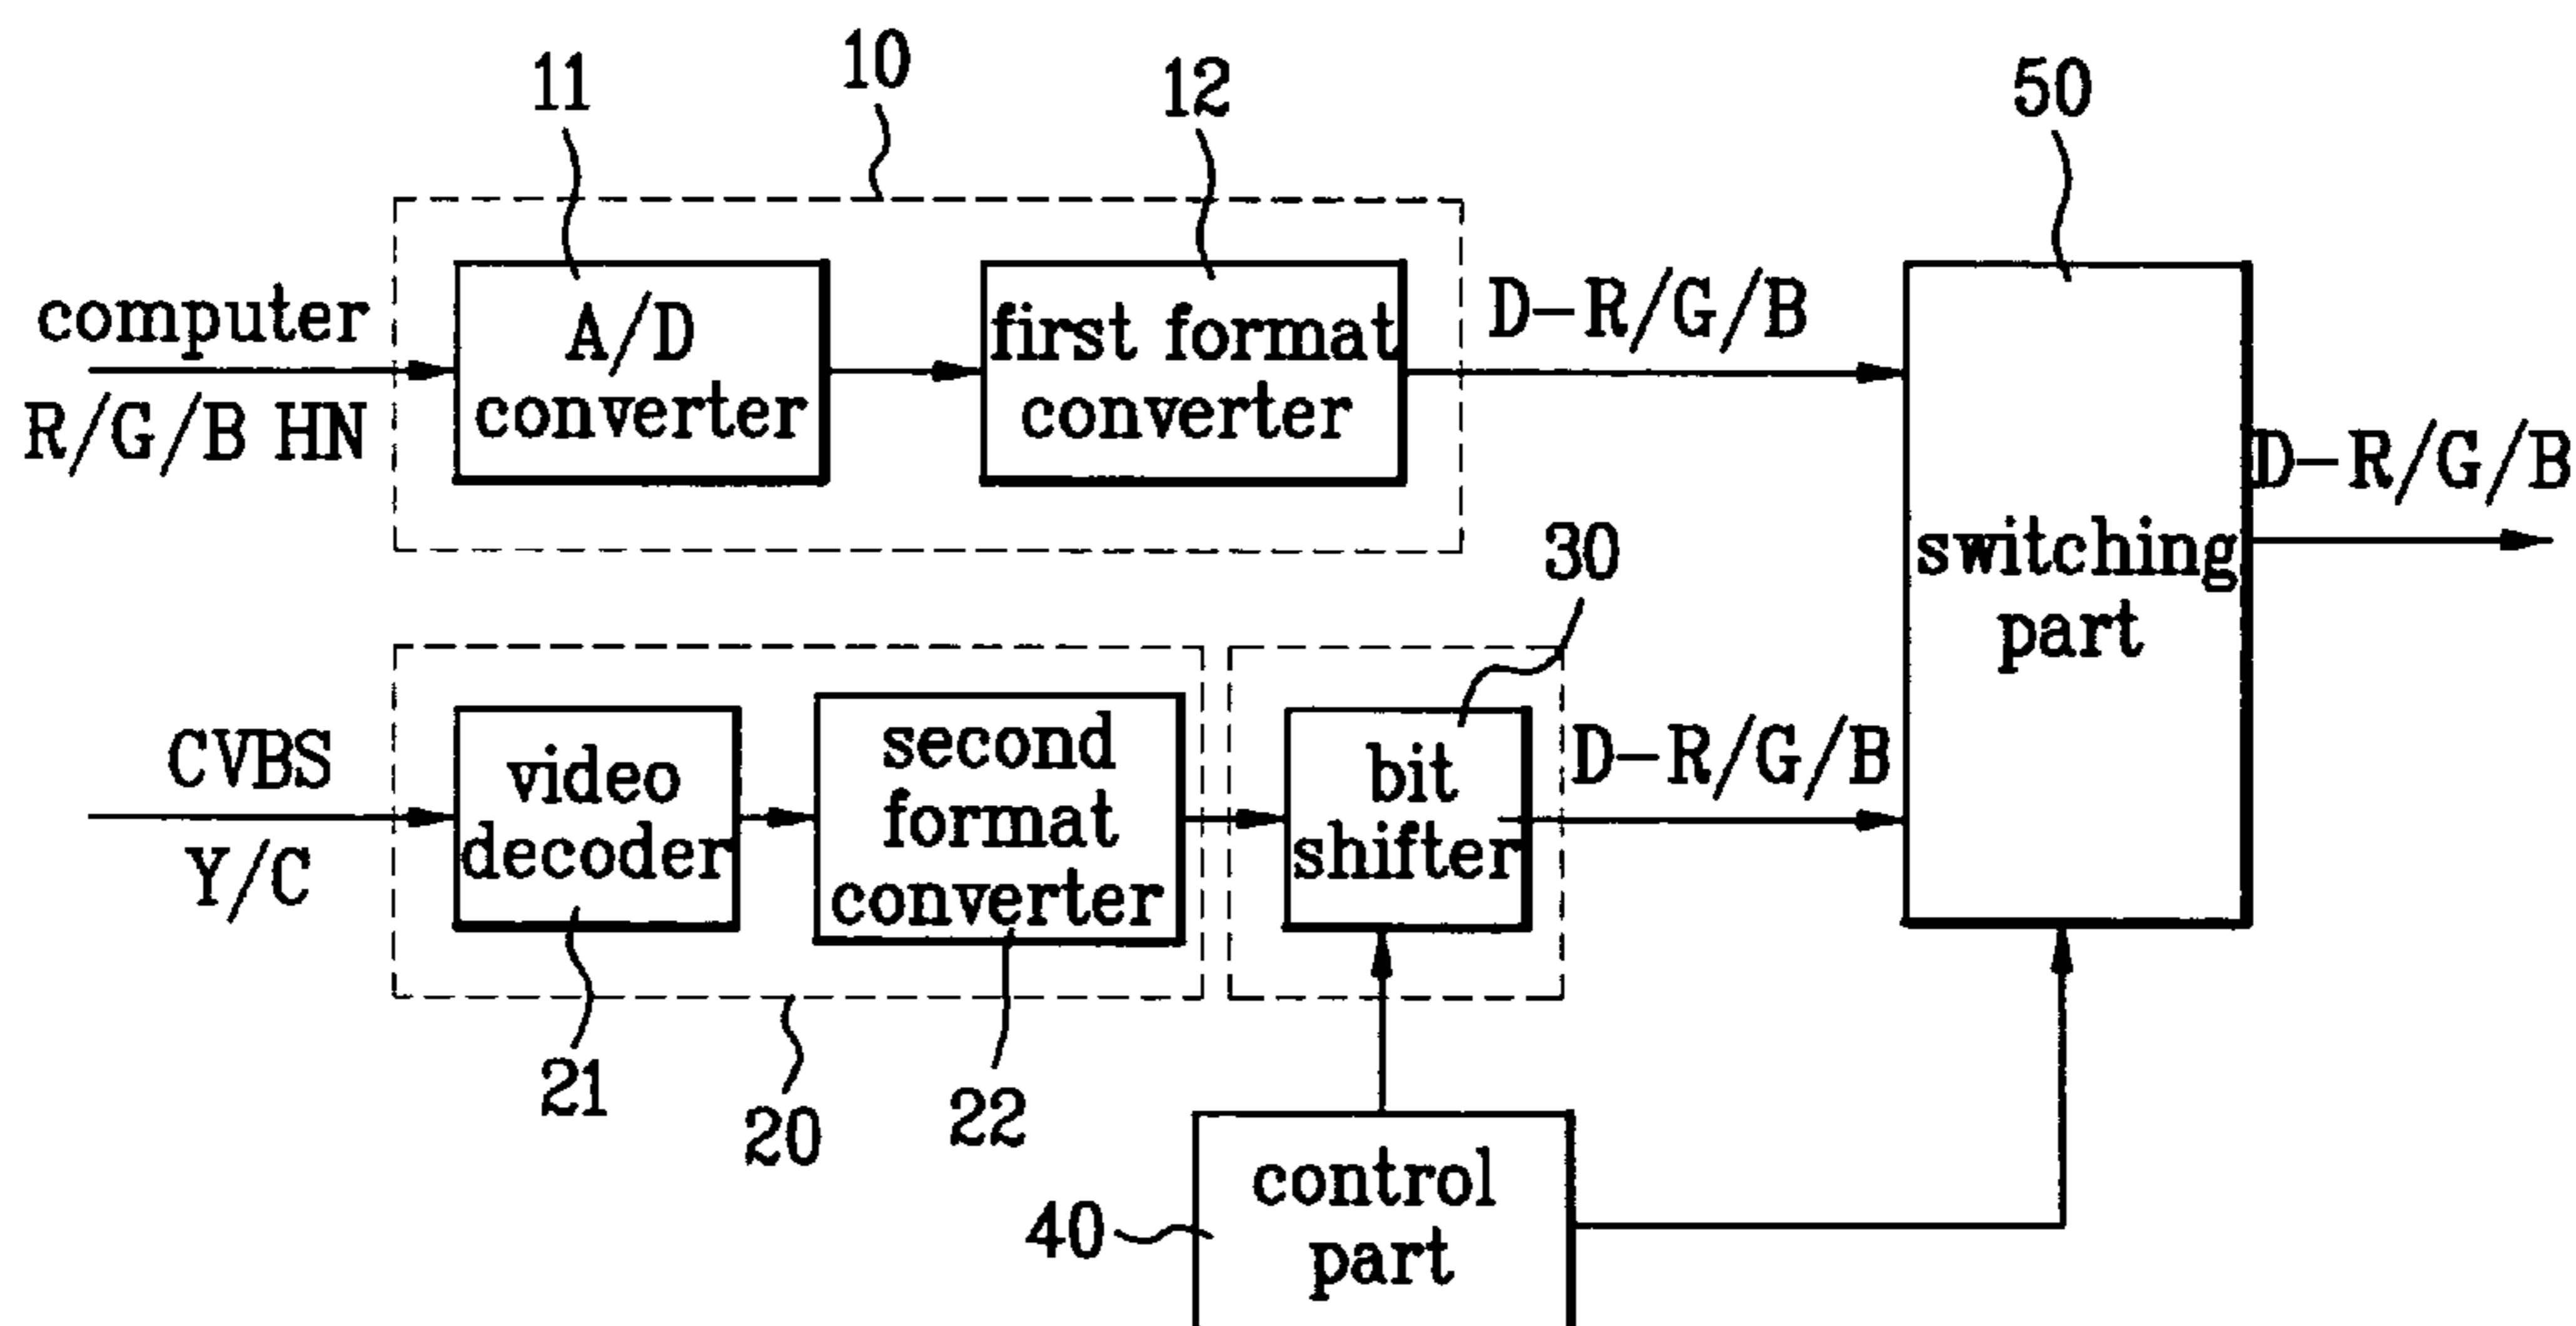 10
11
12
50
computer
R/G/B HN
A/D
converter
first format
converter
D-R/G/B
switching
part
D-R/G/B
30
CVBS
Y/C
video
decoder
second
format
converter
bit
shifter
D-R/G/B
21
20
22
40
control
part